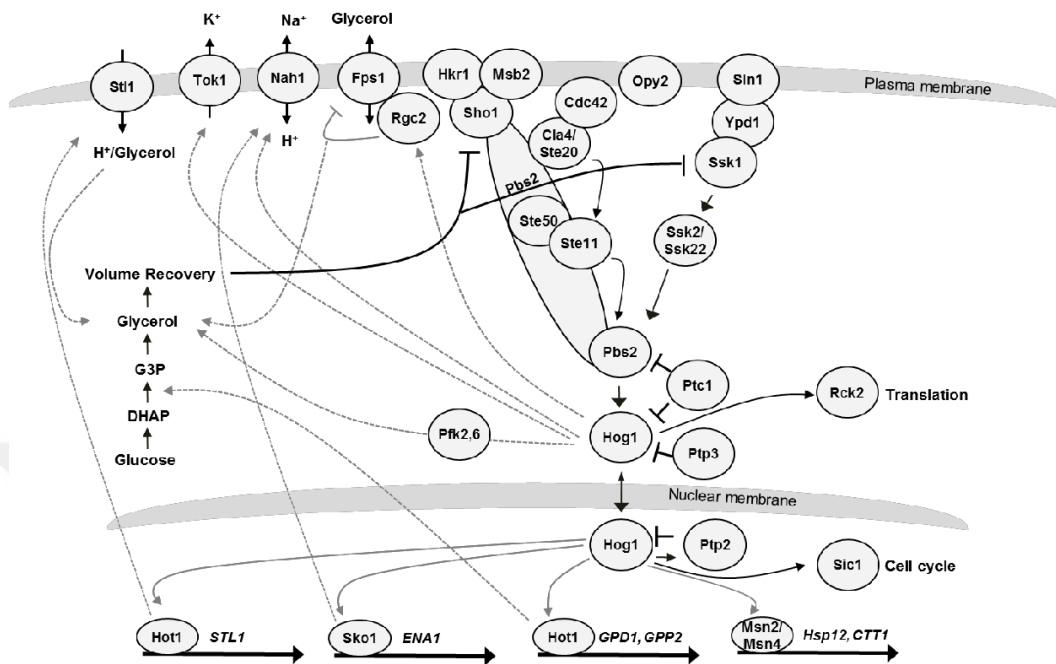 K⁺
Na⁺
Glycerol
Stl1
Tok1
Nah1
Fps1
Hkr1
Msb2
Opy2
Sln1
Plasma membrane
Rgc2
Sho1
Cdc42
Ypd1
H⁺/Glycerol
H⁺
Cla4/
Ste20
Ssk1
Pbs2
Ste50
Ste11
Ssk2/
Ssk22
Volume Recovery
Glycerol
G3P
DHAP
Glucose
Pbs2
Ptc1
Rck2
Translation
Pfk2,6
Hog1
Ptp3
Nuclear membrane
Hog1
Ptp2
Sic1
Cell cycle
Hot1
STL1
Sko1
ENA1
Hot1
GPD1, GPP2
Msn2/
Msn4
Hsp12, CTT1